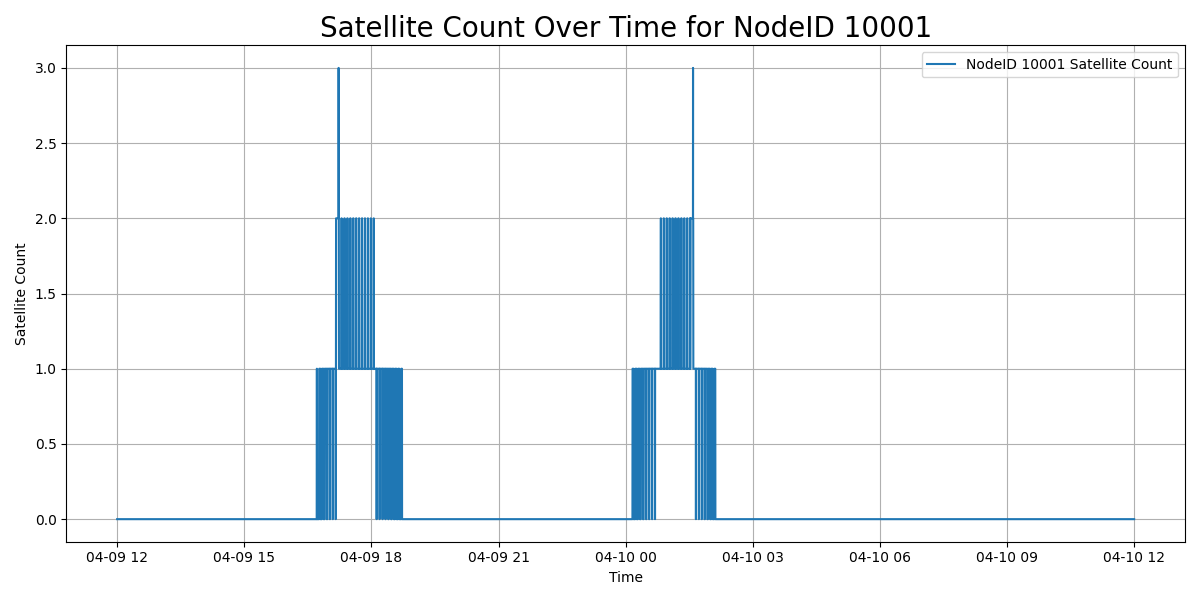 Satellite Count Over Time for NodeID 10001
NodeID 10001 Satellite Count
3.0
2.5
2.0
1.5
1.0
0.5
0.0
Satellite Count
04-09 12 04-09 15 04-09 18 04-09 21 04-10 00 04-10 03 04-10 06 04-10 09 04-10 12
Time